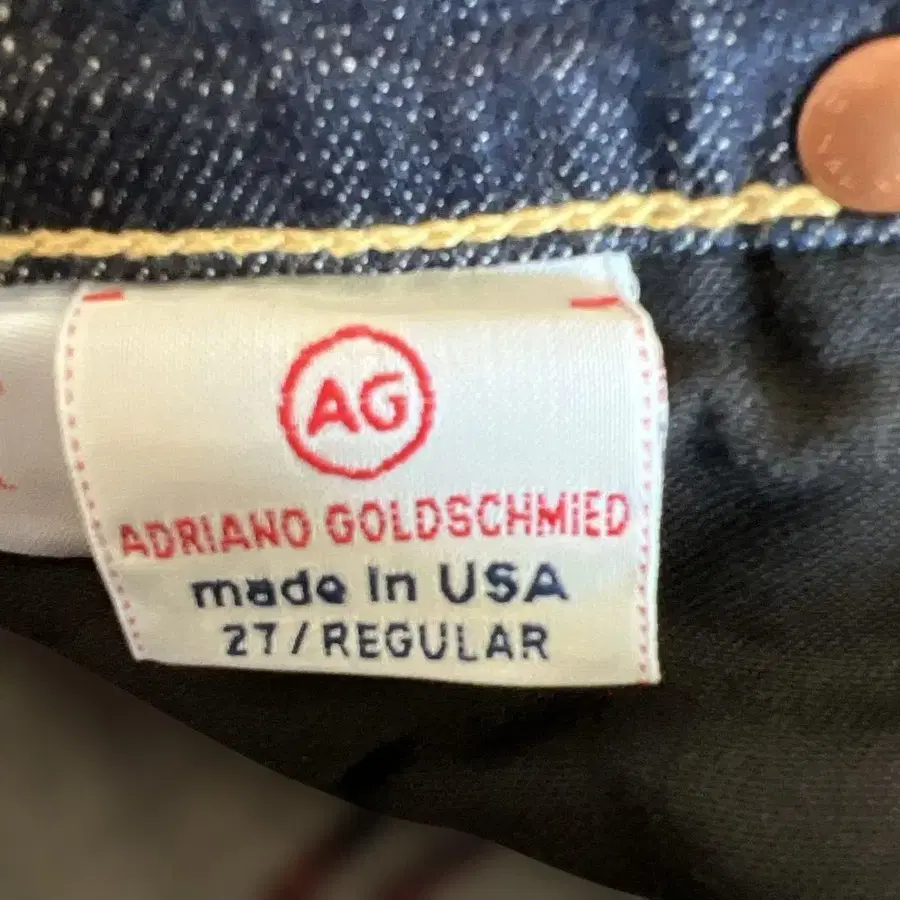 AG
ADRIANO GOLDSCHMiED
made in USA
27/REGULAR